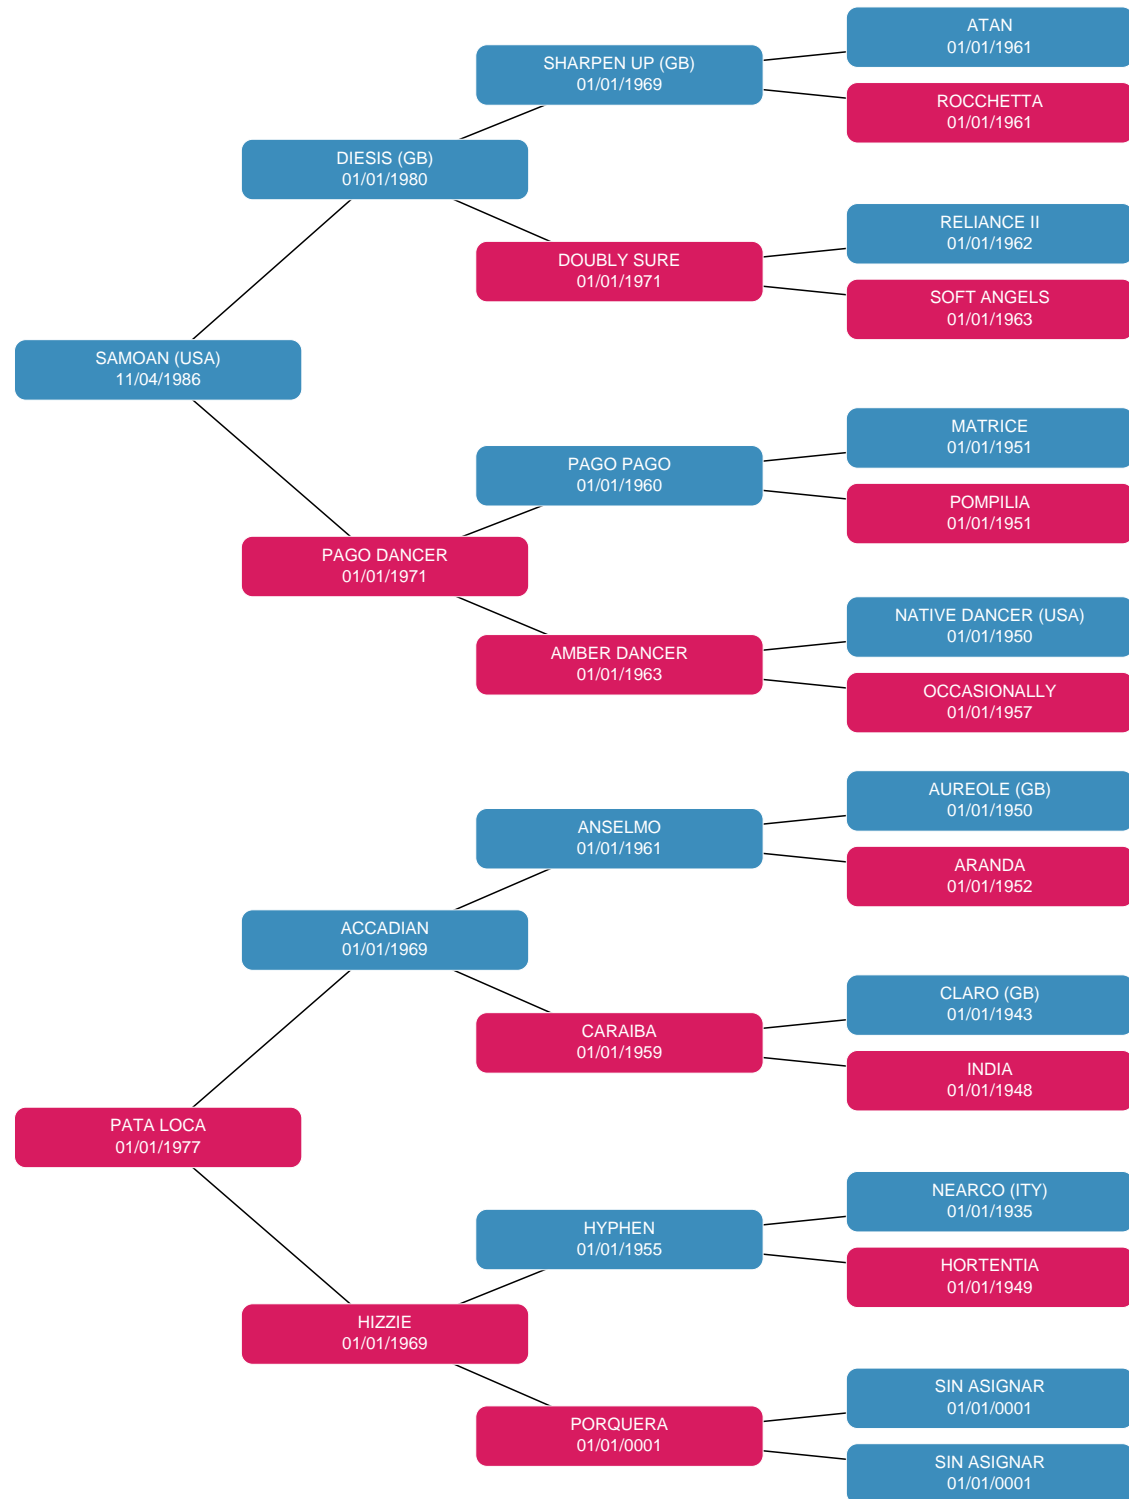 ATAN
01/01/1961
SHARPEN UP (GB)
01/01/1969
ROCCHETTA
01/01/1961
DIESIS (GB)
01/01/1980
RELIANCE II
01/01/1962
DOUBLY SURE
01/01/1971
SOFT ANGELS
01/01/1963
SAMOAN (USA)
11/04/1986
MATRICE
01/01/1951
PAGO PAGO
01/01/1960
POMPILIA
01/01/1951
PAGO DANCER
01/01/1971
NATIVE DANCER (USA)
01/01/1950
AMBER DANCER
01/01/1963
OCCASIONALLY
01/01/1957
AUREOLE (GB)
01/01/1950
ANSELMO
01/01/1961
ARANDA
01/01/1952
ACCADIAN
01/01/1969
CLARO (GB)
01/01/1943
CARAIBA
01/01/1959
INDIA
01/01/1948
PATA LOCA
01/01/1977
NEARCO (ITY)
01/01/1935
HYPHEN
01/01/1955
HORTENTIA
01/01/1949
HIZZIE
01/01/1969
SIN ASIGNAR
01/01/0001
PORQUERA
01/01/0001
SIN ASIGNAR
01/01/0001